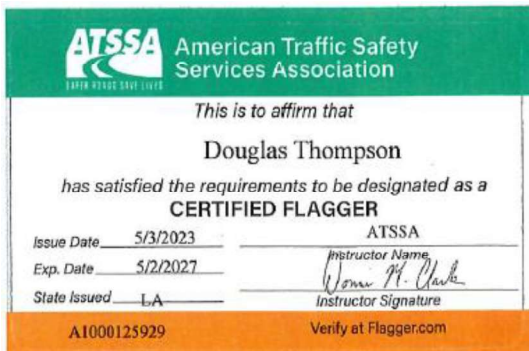 ATSSA
SAFER ROADS SAVE LIVES
American Traffic Safety
Services Association
This is to affirm that
Douglas Thompson
has satisfied the requirements to be designated as a
CERTIFIED FLAGGER
Issue Date 5/3/2023
ATSSA
Instructor Name
Exp. Date 5/2/2027
State Issued LA
Instructor Signature
A1000125929
Verify at Flagger.com